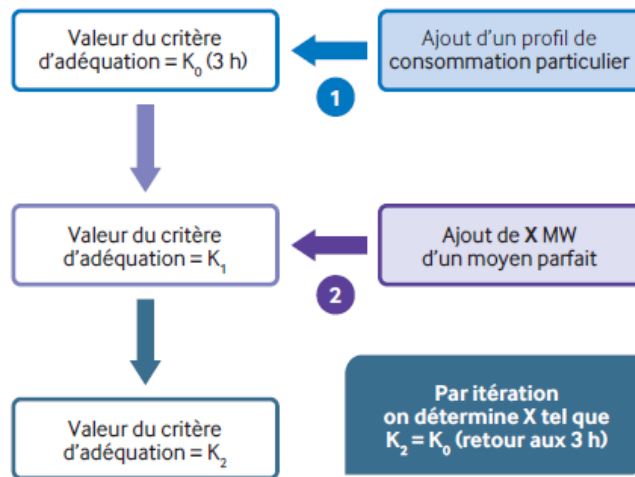 Valeur du critère
d'adéquation = K₀ (3 h)
Ajout d'un profil de
consommation particulier
1
Valeur du critère
d'adéquation = K₁
Ajout de X MW
d'un moyen parfait
2
Valeur du critère
d'adéquation = K₂
Par itération
on détermine X tel que
K₂ = K₀ (retour aux 3 h)